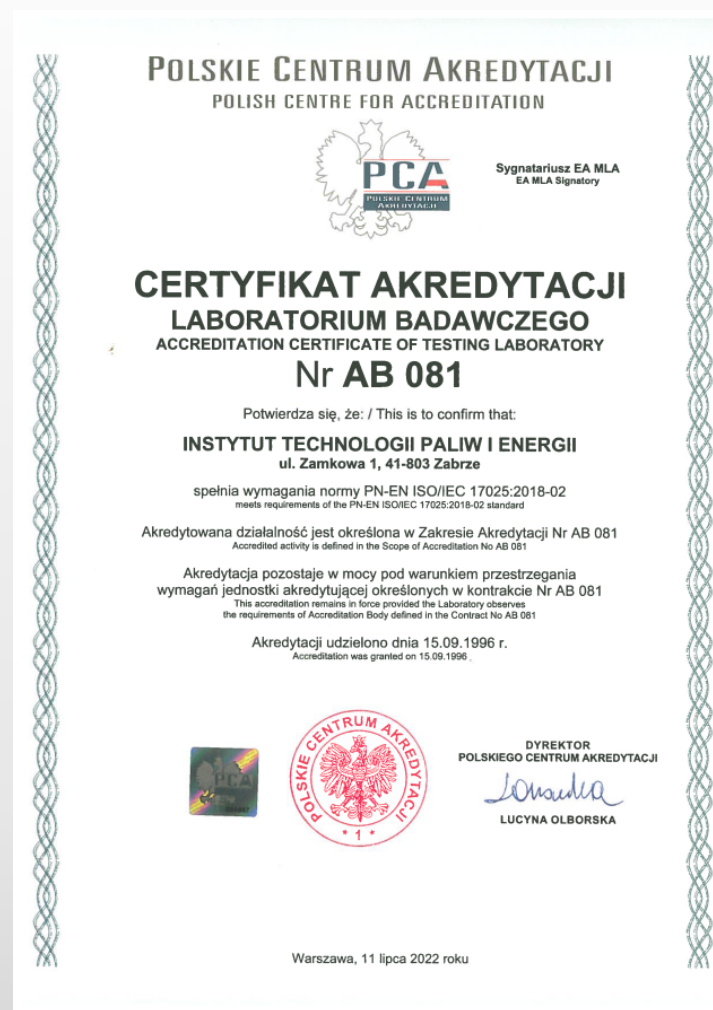 POLSKIE CENTRUM AKREDYTACJI
POLISH CENTRE FOR ACCREDITATION
PCA
POLSKIE CENTRUM
AKREDYTACJI
Sygnatariusz EA MLA
EA MLA Signatory
CERTYFIKAT AKREDYTACJI
LABORATORIUM BADAWCZEGO
ACCREDITATION CERTIFICATE OF TESTING LABORATORY
Nr AB 081
Potwierdza się, że: / This is to confirm that:
INSTYTUT TECHNOLOGII PALIW I ENERGII
ul. Zamkowa 1, 41-803 Zabrze
spełnia wymagania normy PN-EN ISO/IEC 17025:2018-02
meets requirements of the PN-EN ISO/IEC 17025:2018-02 standard
Akredytowana działalność jest określona w Zakresie Akredytacji Nr AB 081
Accredited activity is defined in the Scope of Accreditation No AB 081
Akredytacja pozostaje w mocy pod warunkiem przestrzegania
wymagań jednostki akredytującej określonych w kontrakcie Nr AB 081
This accreditation remains in force provided the Laboratory observes
the requirements of Accreditation Body defined in the Contract No AB 081
Akredytacji udzielono dnia 15.09.1996 r.
Accreditation was granted on 15.09.1996
PCA
POLSKIE CENTRUM AKREDYTACJI
* 1 *
DYREKTOR
POLSKIEGO CENTRUM AKREDYTACJI
LUCYNA OLBORSKA
Warszawa, 11 lipca 2022 roku